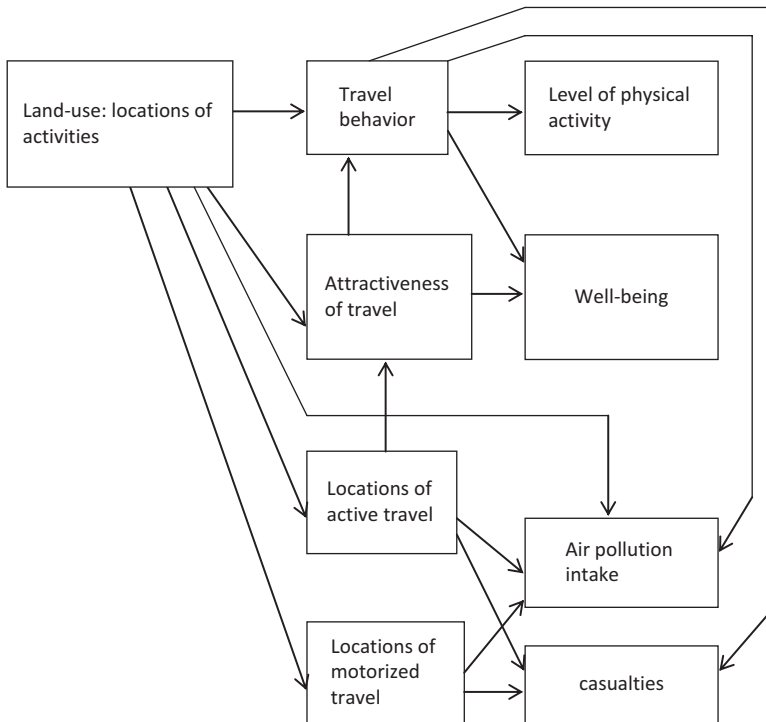 Land-use: locations of
activities
Travel
behavior
Level of physical
activity
Attractiveness
of travel
Well-being
Locations of
active travel
Air pollution
intake
Locations of
motorized
travel
casualties